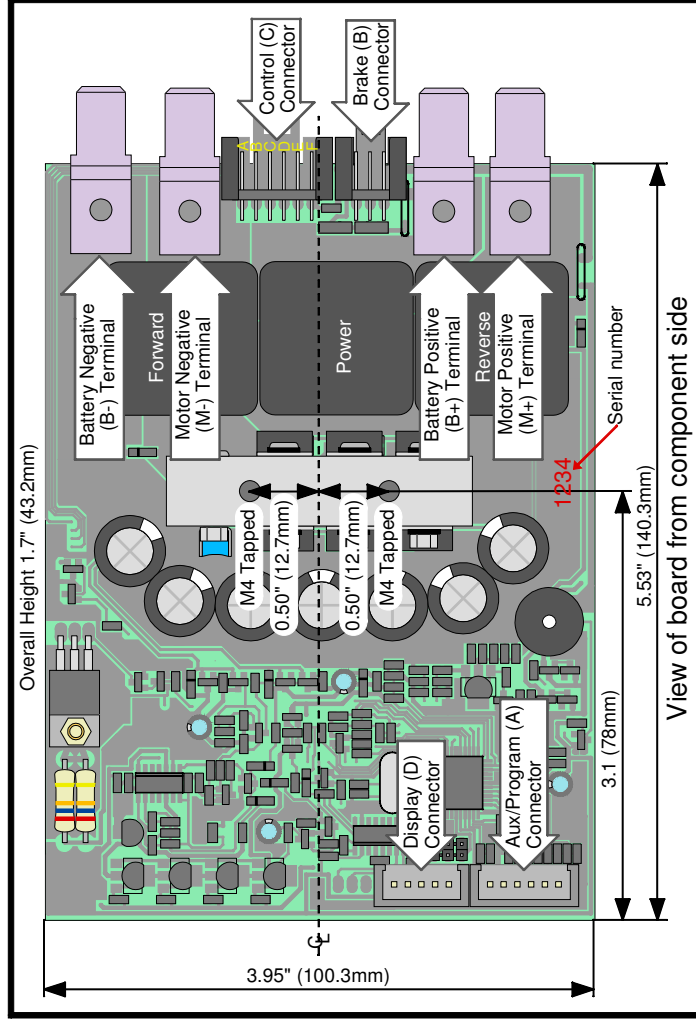 Overall Height 1.7" (43.2mm)
Battery Negative
(B-) Terminal
Forward
Motor Negative
(M-) Terminal
Control (C)
Connector
A
B
C
D
E
F
Brake (B)
Connector
Power
Battery Positive
(B+) Terminal
Reverse
Motor Positive
(M+) Terminal
M4 Tapped
0.50" (12.7mm)
0.50" (12.7mm)
M4 Tapped
1234
Serial number
Display (D)
Connector
Aux/Program (A)
Connector
3.1 (78mm)
5.53" (140.3mm)
3.95" (100.3mm)
CL
View of board from component side